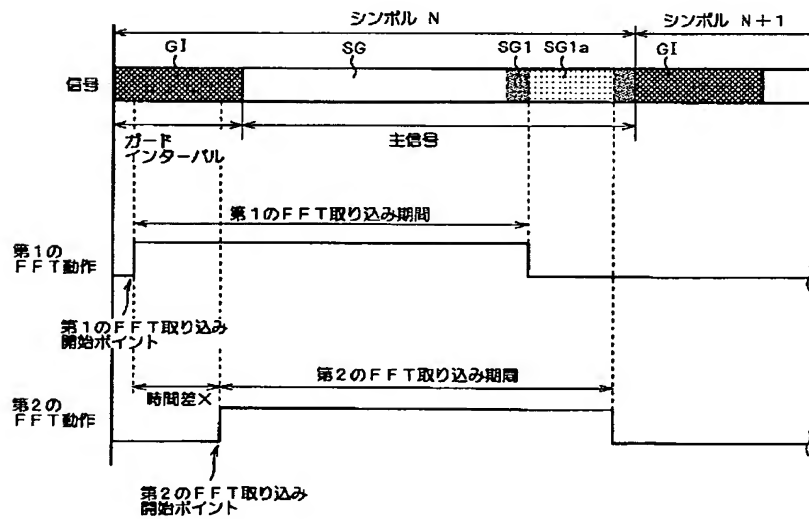 シンボル N
シンボル N+1
GI
SG
SG1
SG1a
GI
信号
ガード
インターバル
主信号
第1のFFT取り込み期間
第1の
FFT動作
第1のFFT取り込み
開始ポイント
時間差X
第2のFFT取り込み期間
第2の
FFT動作
第2のFFT取り込み
開始ポイント